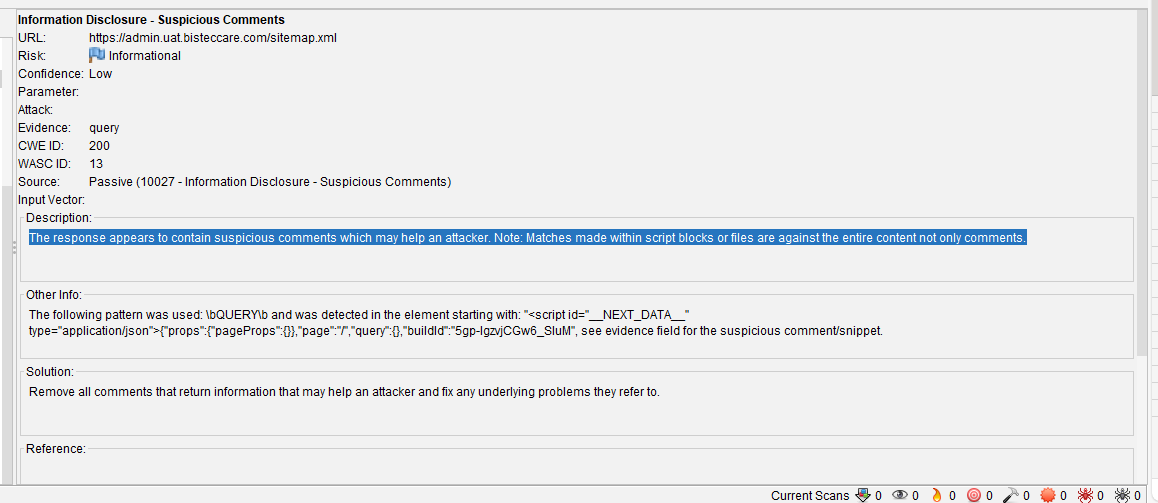 Information Disclosure - Suspicious Comments
URL: https://admin.uat.bisteccare.com/sitemap.xml
Risk: Informational
Confidence: Low
Parameter:
Attack:
Evidence: query
CWE ID: 200
WASC ID: 13
Source: Passive (10027 - Information Disclosure - Suspicious Comments)
Input Vector:
Description:
The response appears to contain suspicious comments which may help an attacker. Note: Matches made within script blocks or files are against the entire content not only comments.
Other Info:
The following pattern was used: \bQUERY\b and was detected in the element starting with: "<script id="__NEXT_DATA__"
type="application/json">{"props":{"pageProps":{}},"page":"/","query":{},"buildId":"5gp-lgzvjCGw6_SluM", see evidence field for the suspicious comment/snippet.
Solution:
Remove all comments that return information that may help an attacker and fix any underlying problems they refer to.
Reference:
Current Scans 0 0 0 0 0 0 0 0